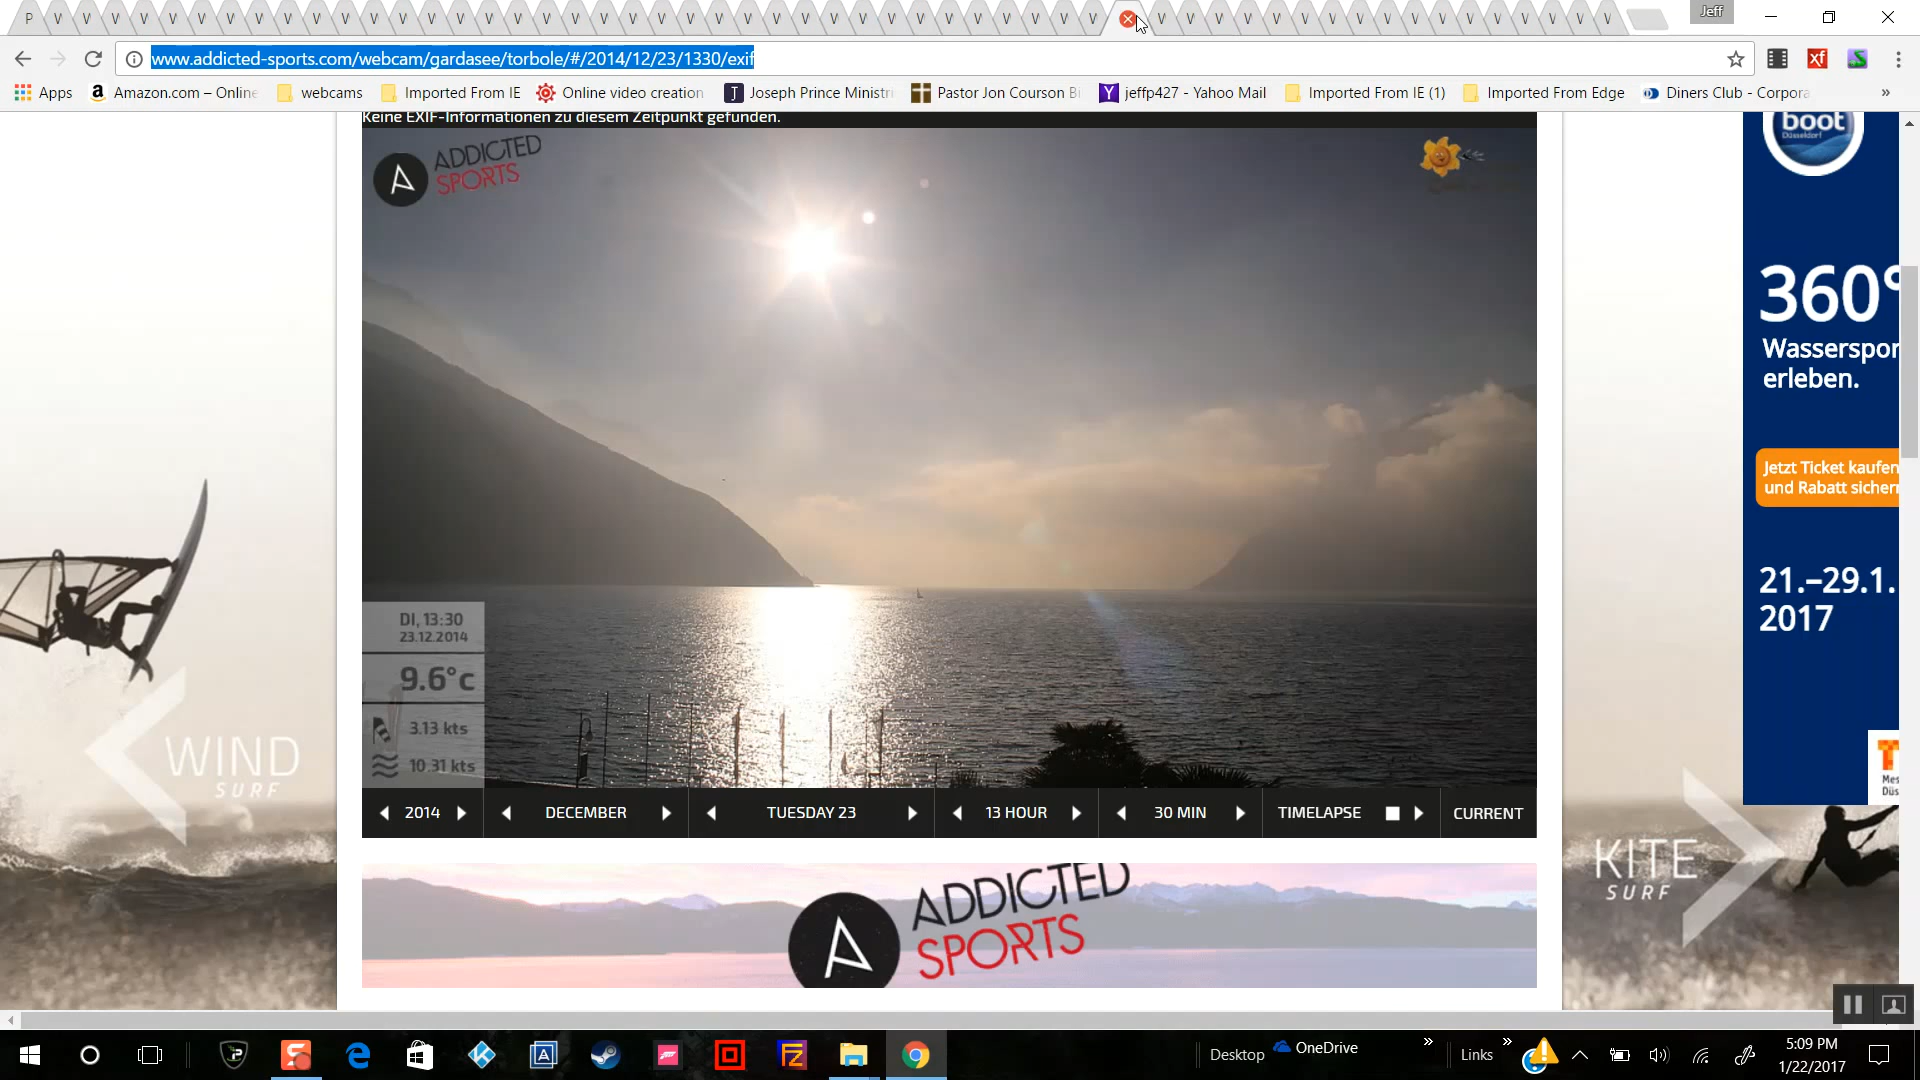 P V V V V V V V V V V V V V V V V V V V V V V V V V V V V V V V V V V V V V V V V V V V V V V V V V V V V V V V
Jeff
www.addicted-sports.com/webcam/gardasee/torbole/#/2014/12/23/1330/exif
xf
Apps
Amazon.com – Online
webcams
Imported From IE
Online video creation
Joseph Prince Ministri
Pastor Jon Courson Bi
jeffp427 - Yahoo Mail
Imported From IE (1)
Imported From Edge
Diners Club - Corpora
»
Keine EXIF-Informationen zu diesem Zeitpunkt gefunden.
ADDICTED
SPORTS
DI, 13:30
23.12.2014
9.6°c
3.13 kts
10.31 kts
2014
DECEMBER
TUESDAY 23
13 HOUR
30 MIN
TIMELAPSE
CURRENT
ADDICTED
SPORTS
WIND
SURF
KITE
SURF
boot
Düsseldorf
360°
Wasserspor
erleben.
Jetzt Ticket kaufen
und Rabatt sichern
21.–29.1.
2017
Mes
Düs
Desktop
OneDrive
»
Links
»
5:09 PM
1/22/2017